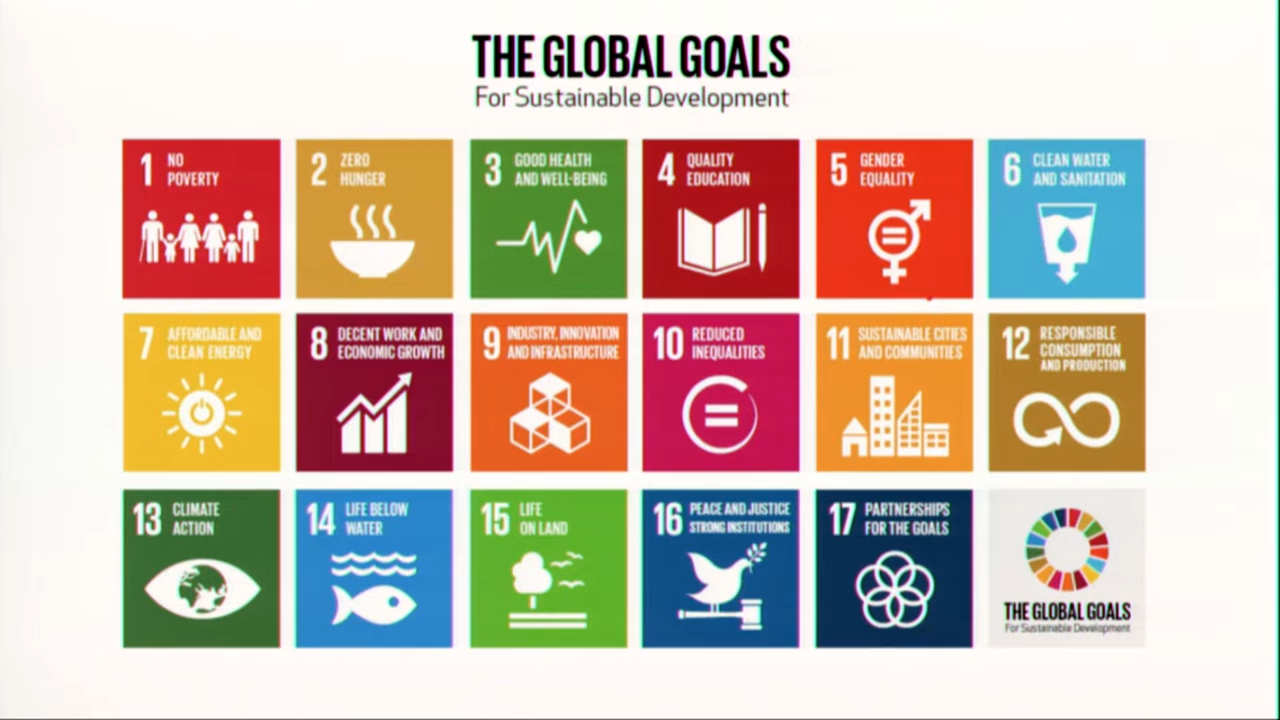 THE GLOBAL GOALS
For Sustainable Development
1 NO
POVERTY
2 ZERO
HUNGER
3 GOOD HEALTH
AND WELL-BEING
4 QUALITY
EDUCATION
5 GENDER
EQUALITY
6 CLEAN WATER
AND SANITATION
7 AFFORDABLE AND
CLEAN ENERGY
8 DECENT WORK AND
ECONOMIC GROWTH
9 INDUSTRY, INNOVATION
AND INFRASTRUCTURE
10 REDUCED
INEQUALITIES
11 SUSTAINABLE CITIES
AND COMMUNITIES
12 RESPONSIBLE
CONSUMPTION
AND PRODUCTION
13 CLIMATE
ACTION
14 LIFE BELOW
WATER
15 LIFE
ON LAND
16 PEACE AND JUSTICE
STRONG INSTITUTIONS
17 PARTNERSHIPS
FOR THE GOALS
THE GLOBAL GOALS
For Sustainable Development